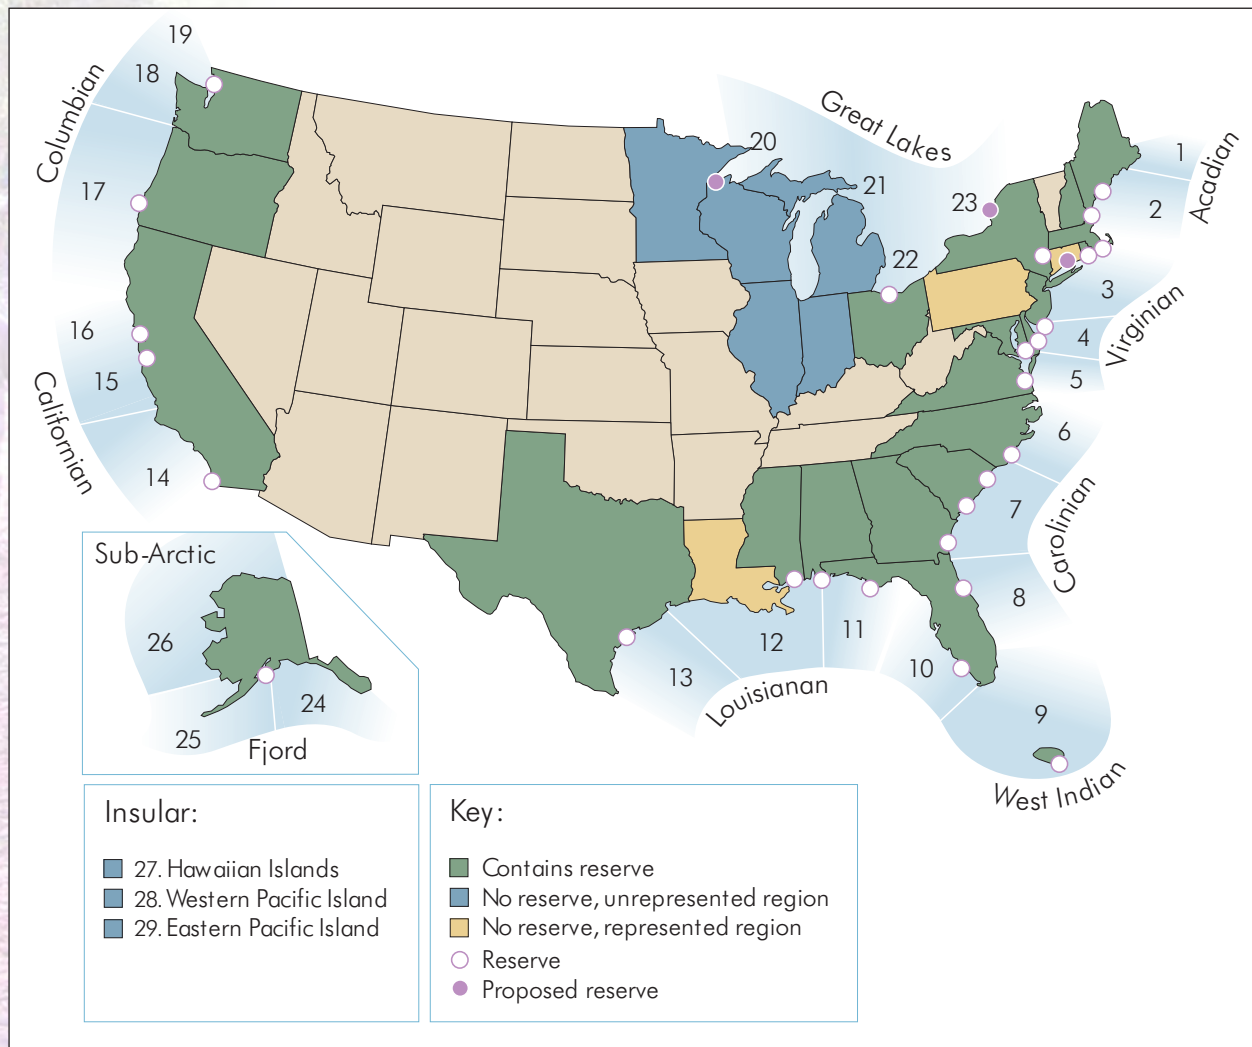 19
18
Columbian
17
16
15
Californian
14
20
Great Lakes
21
22
23
1
Acadian
2
3
Virginian
4
5
6
7
Carolinian
8
9
West Indian
10
11
12
Louisianan
13
Sub-Arctic
26
25
24
Fjord
Insular:
27. Hawaiian Islands
28. Western Pacific Island
29. Eastern Pacific Island
Key:
Contains reserve
No reserve, unrepresented region
No reserve, represented region
Reserve
Proposed reserve